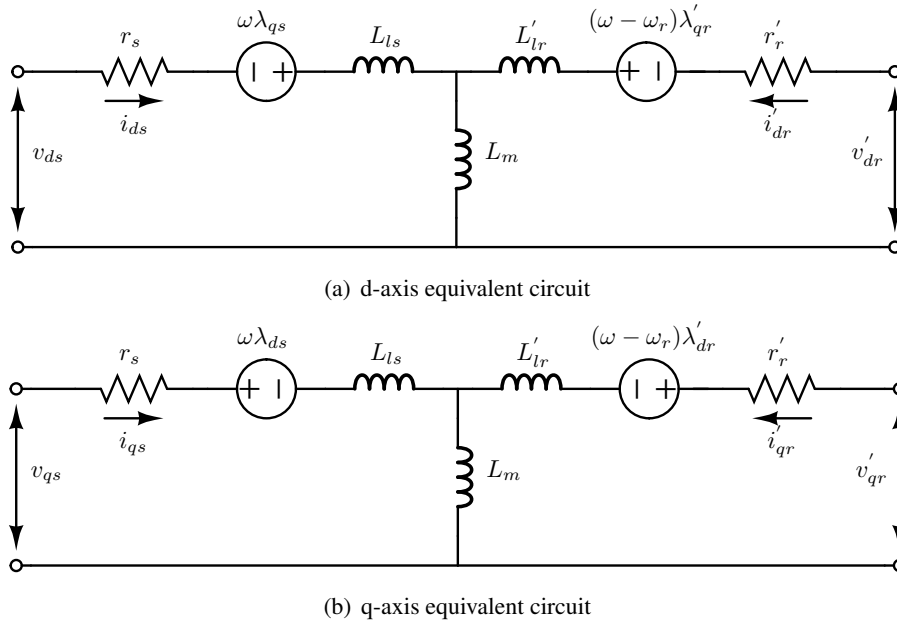 r_s ωλ_qs L_ls L'_lr (ω − ω_r)λ'_qr r'_r
− + + −
i_ds i'_dr
v_ds L_m v'_dr
(a) d-axis equivalent circuit
r_s ωλ_ds L_ls L'_lr (ω − ω_r)λ'_dr r'_r
+ − − +
i_qs i'_qr
v_qs L_m v'_qr
(b) q-axis equivalent circuit